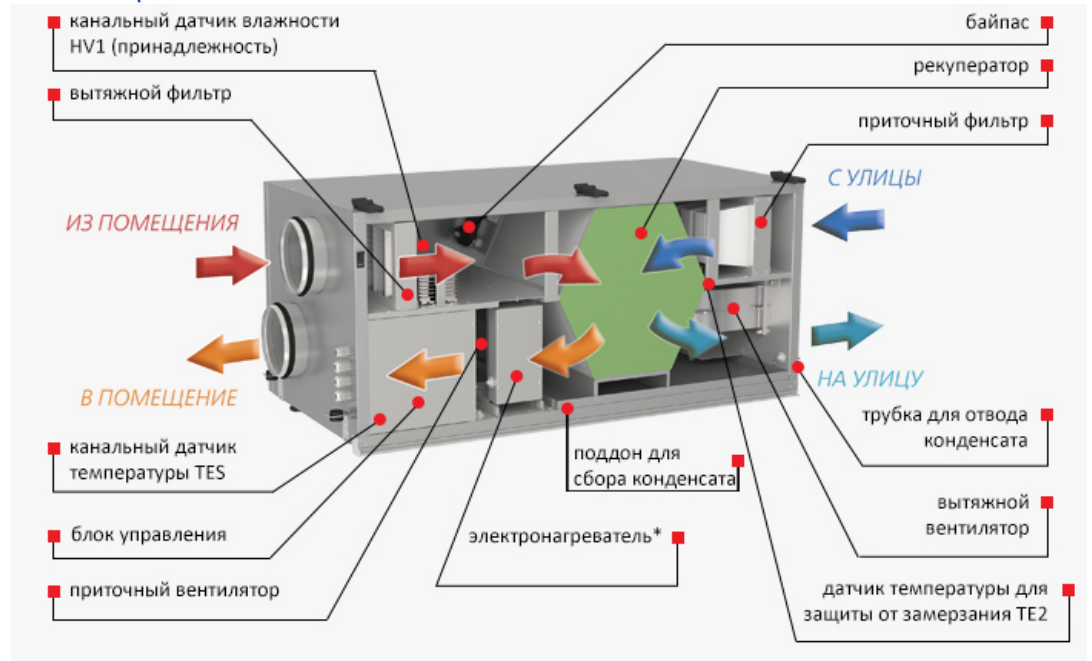 канальный датчик влажности
HV1 (принадлежность)
вытяжной фильтр
байпас
рекуператор
приточный фильтр
С УЛИЦЫ
ИЗ ПОМЕЩЕНИЯ
В ПОМЕЩЕНИЕ
НА УЛИЦУ
канальный датчик
температуры TES
блок управления
приточный вентилятор
поддон для
сбора конденсата
электронагреватель*
трубка для отвода
конденсата
вытяжной
вентилятор
датчик температуры для
защиты от замерзания TE2